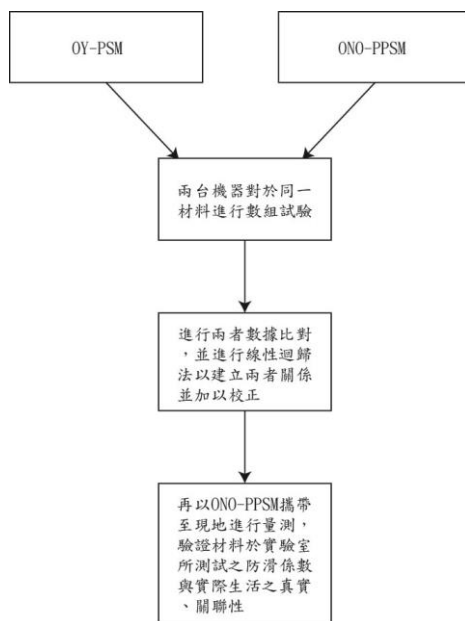 OY-PSM
ONO-PPSM
兩台機器對於同一
材料進行數組試驗
進行兩者數據比對
，並進行線性迴歸
法以建立兩者關係
並加以校正
再以ONO-PPSM攜帶
至現地進行量測，
驗證材料於實驗室
所測試之防滑係數
與實際生活之真實
、關聯性